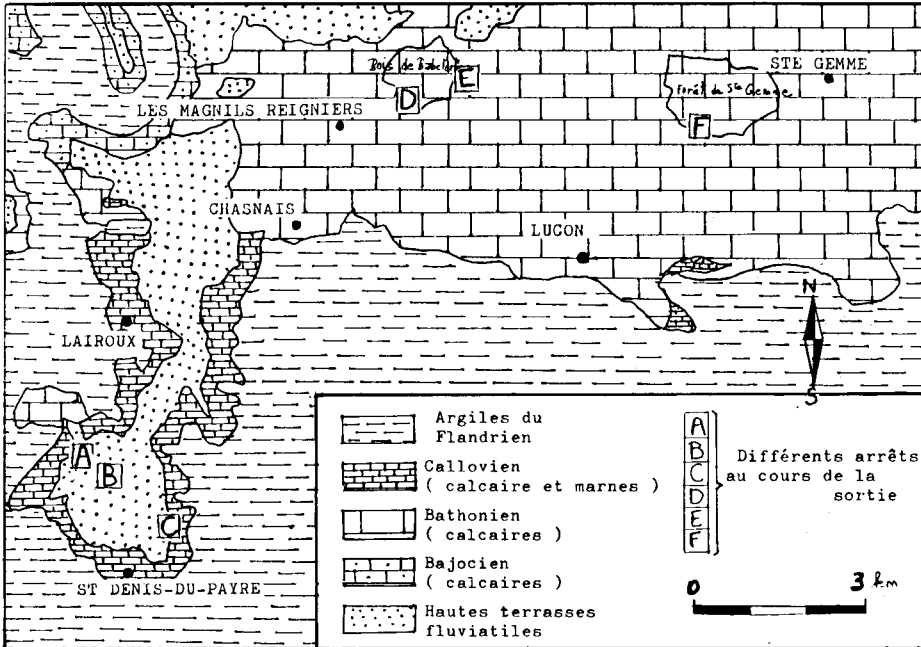 Bois de
D
E
STE GEMME
Forêt de Ste Gemme
F
LES MAGNILS REIGNIERS
CHASNAIS
LUCON
N
S
LAIROUX
A
B
C
ST DENIS-DU-PAYRE
Argiles du
Flandrien
Callovien
( calcaire et marnes )
Bathonien
( calcaires )
Bajocien
( calcaires )
Hautes terrasses
fluviatiles
A
B
C
D
E
F
Différents arrêts
au cours de la
sortie
0 3 km